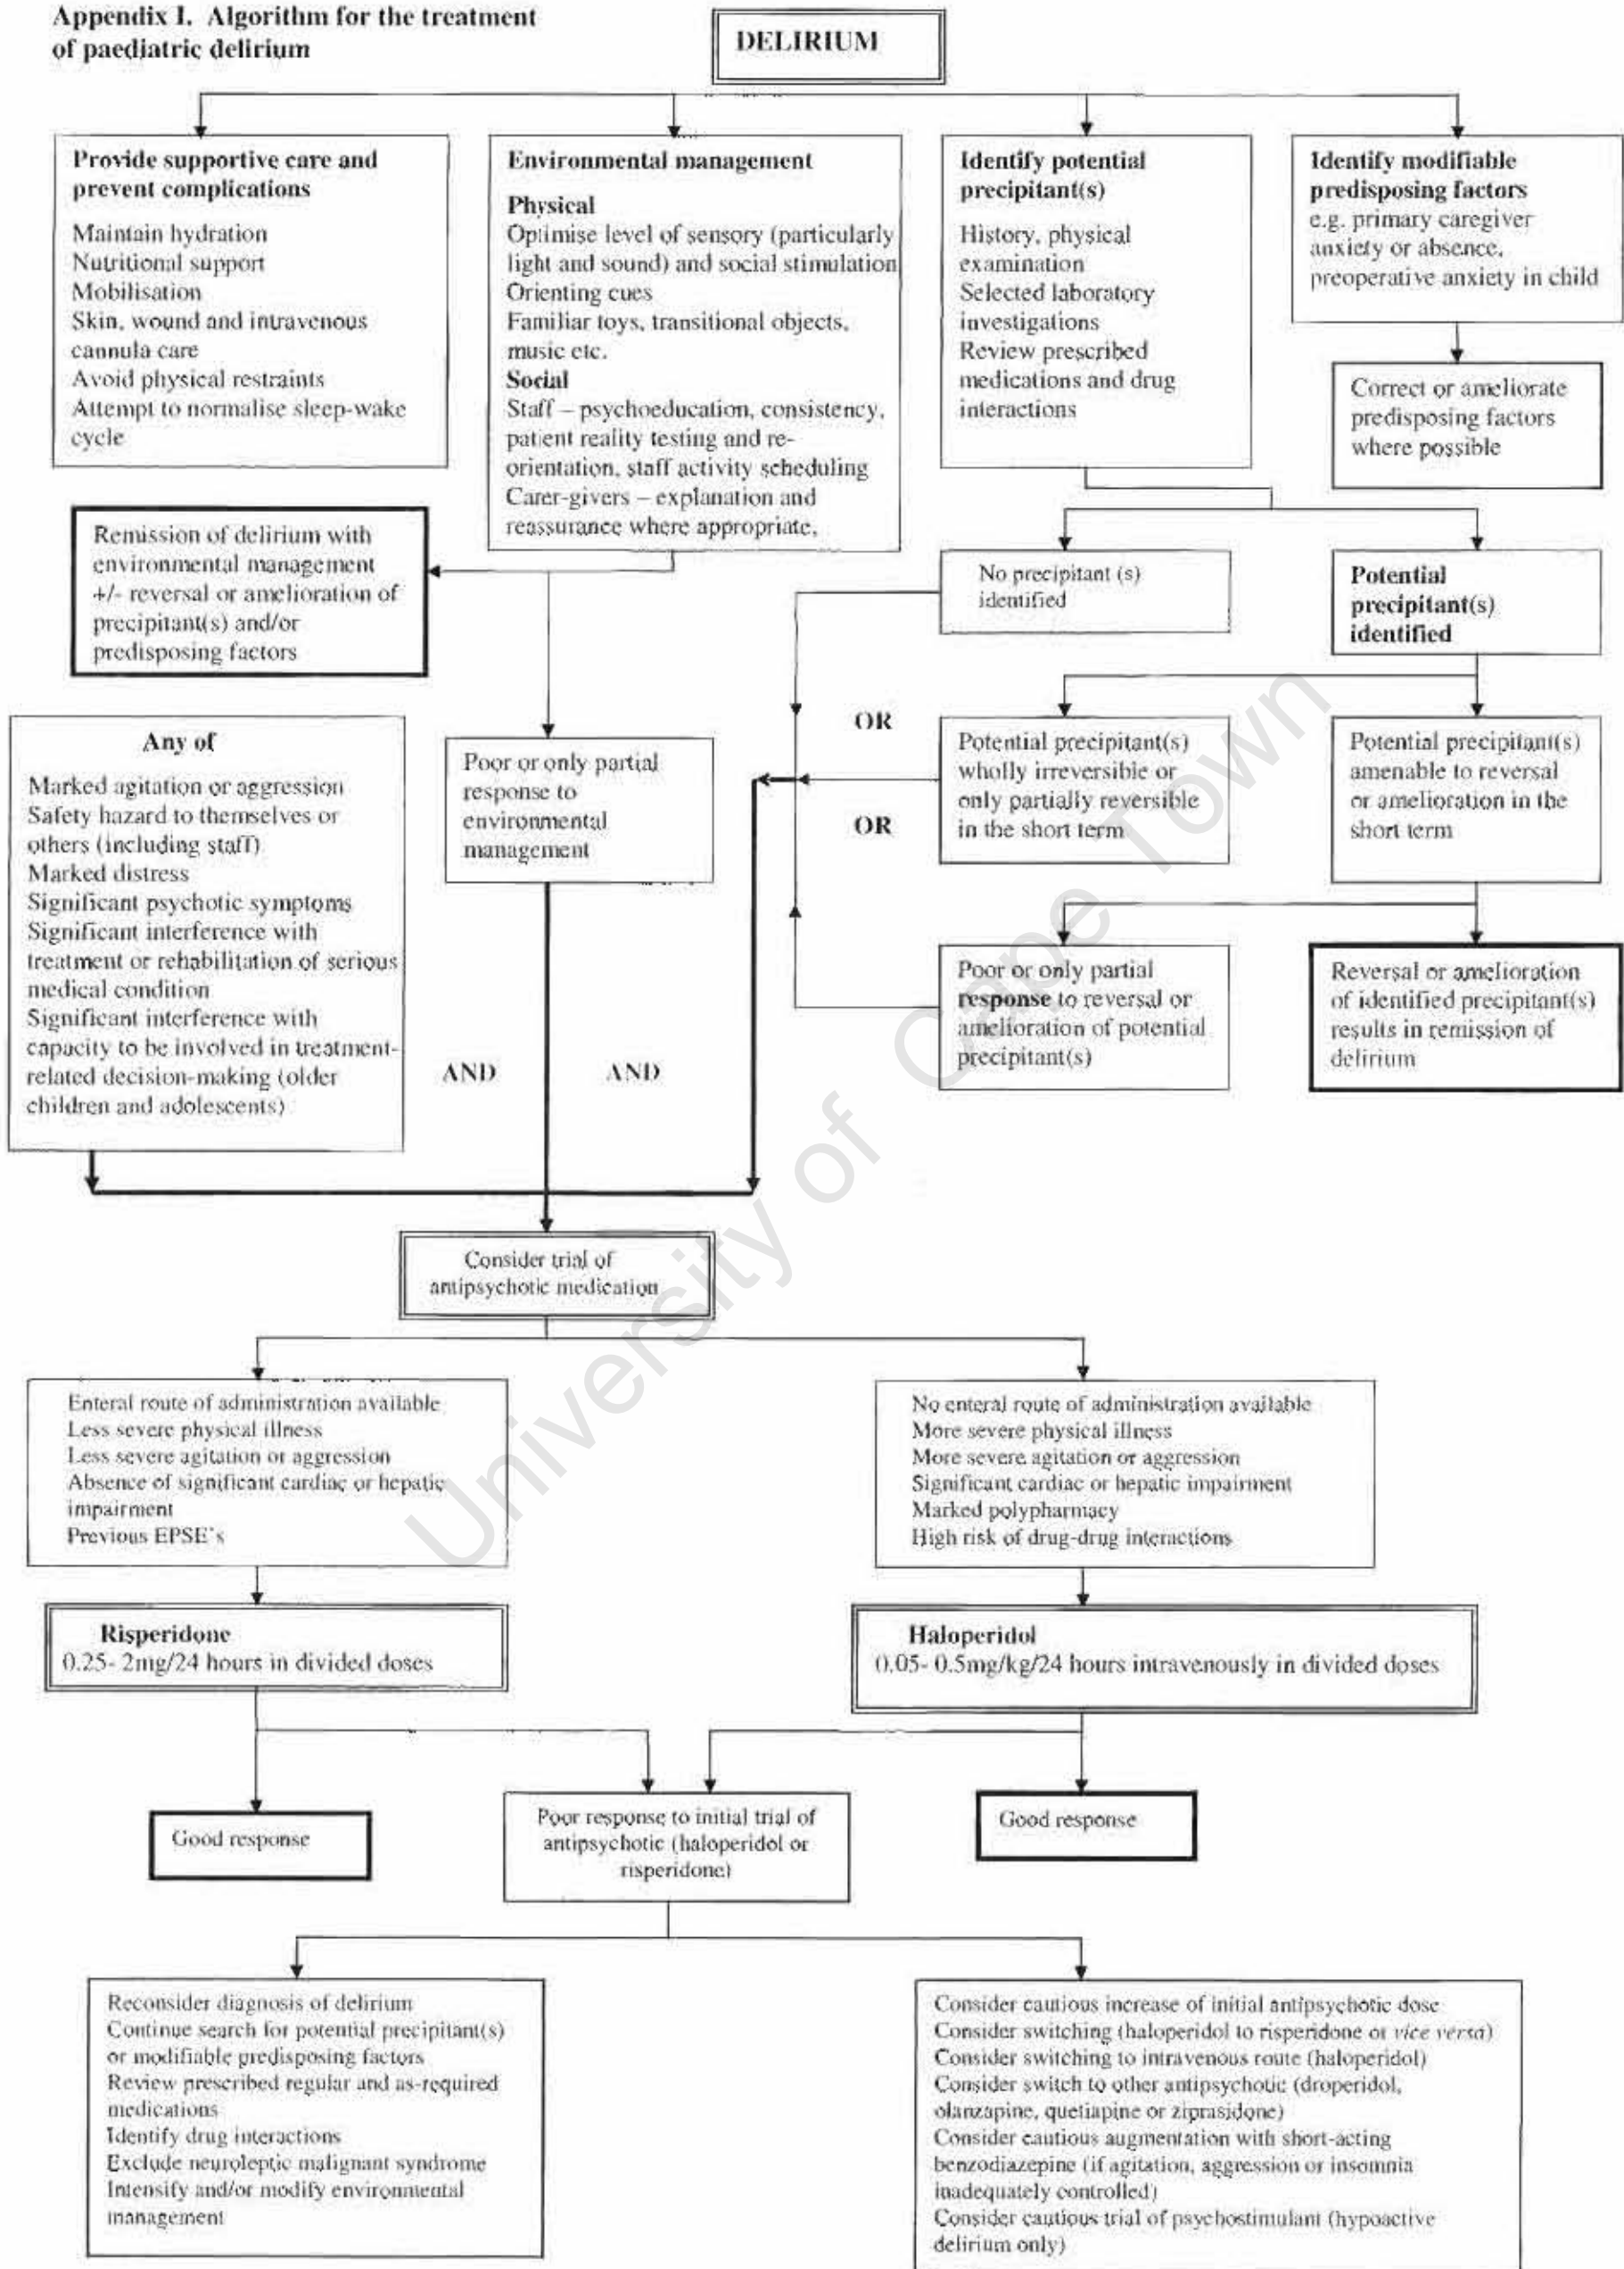 Appendix I. Algorithm for the treatment
of paediatric delirium
DELIRIUM
Provide supportive care and
prevent complications
Maintain hydration
Nutritional support
Mobilisation
Skin, wound and intravenous
cannula care
Avoid physical restraints
Attempt to normalise sleep-wake
cycle
Environmental management
Physical
Optimise level of sensory (particularly
light and sound) and social stimulation
Orienting cues
Familiar toys, transitional objects,
music etc.
Social
Staff – psychoeducation, consistency,
patient reality testing and re-
orientation, staff activity scheduling
Carer-givers – explanation and
reassurance where appropriate,
Identify potential
precipitant(s)
History, physical
examination
Selected laboratory
investigations
Review prescribed
medications and drug
interactions
Identify modifiable
predisposing factors
e.g. primary caregiver
anxiety or absence,
preoperative anxiety in child
Correct or ameliorate
predisposing factors
where possible
Remission of delirium with
environmental management
+/- reversal or amelioration of
precipitant(s) and/or
predisposing factors
No precipitant (s)
identified
Potential
precipitant(s)
identified
Any of
Marked agitation or aggression
Safety hazard to themselves or
others (including staff)
Marked distress
Significant psychotic symptoms
Significant interference with
treatment or rehabilitation of serious
medical condition
Significant interference with
capacity to be involved in treatment-
related decision-making (older
children and adolescents)
Poor or only partial
response to
environmental
management
OR
OR
Potential precipitant(s)
wholly irreversible or
only partially reversible
in the short term
Potential precipitant(s)
amenable to reversal
or amelioration in the
short term
AND
AND
Poor or only partial
response to reversal or
amelioration of potential
precipitant(s)
Reversal or amelioration
of identified precipitant(s)
results in remission of
delirium
Consider trial of
antipsychotic medication
Enteral route of administration available
Less severe physical illness
Less severe agitation or aggression
Absence of significant cardiac or hepatic
impairment
Previous EPSE's
No enteral route of administration available
More severe physical illness
More severe agitation or aggression
Significant cardiac or hepatic impairment
Marked polypharmacy
High risk of drug-drug interactions
Risperidone
0.25- 2mg/24 hours in divided doses
Haloperidol
0.05- 0.5mg/kg/24 hours intravenously in divided doses
Good response
Poor response to initial trial of
antipsychotic (haloperidol or
risperidone)
Good response
Reconsider diagnosis of delirium
Continue search for potential precipitant(s)
or modifiable predisposing factors
Review prescribed regular and as-required
medications
Identify drug interactions
Exclude neuroleptic malignant syndrome
Intensify and/or modify environmental
management
Consider cautious increase of initial antipsychotic dose
Consider switching (haloperidol to risperidone or vice versa)
Consider switching to intravenous route (haloperidol)
Consider switch to other antipsychotic (droperidol,
olanzapine, quetiapine or ziprasidone)
Consider cautious augmentation with short-acting
benzodiazepine (if agitation, aggression or insomnia
inadequately controlled)
Consider cautious trial of psychostimulant (hypoactive
delirium only)
University of Cape Town